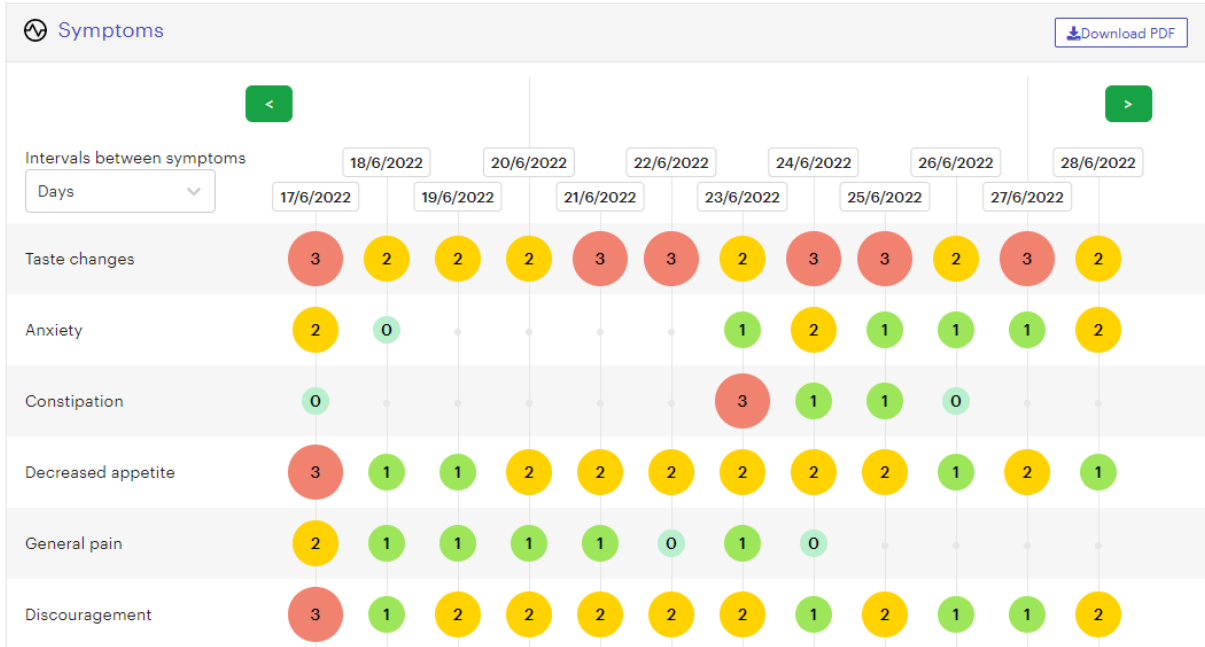 Symptoms
Download PDF
<
>
Intervals between symptoms
Days
18/6/2022 20/6/2022 22/6/2022 24/6/2022 26/6/2022 28/6/2022
17/6/2022 19/6/2022 21/6/2022 23/6/2022 25/6/2022 27/6/2022
Taste changes 3 2 2 2 3 3 2 3 3 2 3 2
Anxiety 2 0 1 2 1 1 1 2
Constipation 0 3 1 1 0
Decreased appetite 3 1 1 2 2 2 2 2 2 1 2 1
General pain 2 1 1 1 1 0 1 0
Discouragement 3 1 2 2 2 2 2 1 2 1 1 2